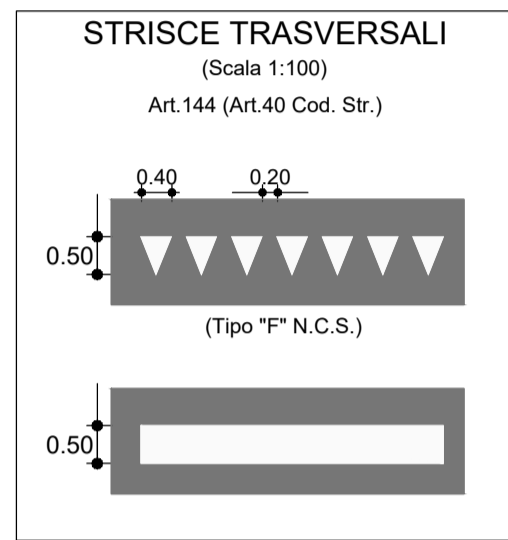 STRISCE TRASVERSALI
(Scala 1:100)
Art.144 (Art.40 Cod. Str.)
0.40 0.20
0.50
(Tipo "F" N.C.S.)
0.50